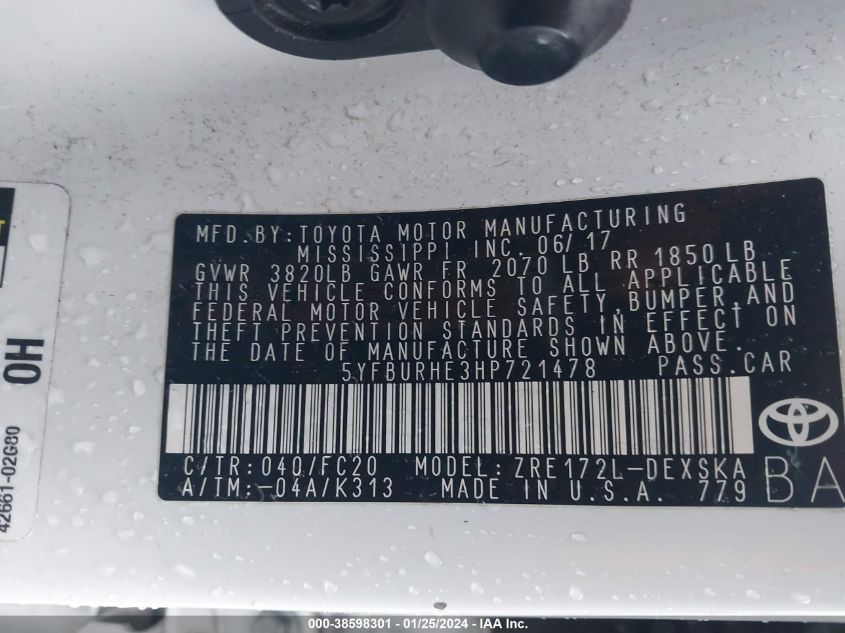 MFD. BY: TOYOTA MOTOR MANUFACTURING
MISSISSIPPI INC. 06/17
GVWR 3820LB GAWR FR 2070 LB RR 1850 LB
THIS VEHICLE CONFORMS TO ALL APPLICABLE
FEDERAL MOTOR VEHICLE SAFETY, BUMPER, AND
THEFT PREVENTION STANDARDS IN EFFECT ON
THE DATE OF MANUFACTURE SHOWN ABOVE.
5YFBURHE3HP721478 PASS. CAR
C/TR: 040/FC20 MODEL: ZRE172L-DEXSKA
A/TM:-04A/K313 MADE IN U.S.A. 779
BA
T
OH
42661-02G80
000-38598301 - 01/25/2024 - IAA Inc.